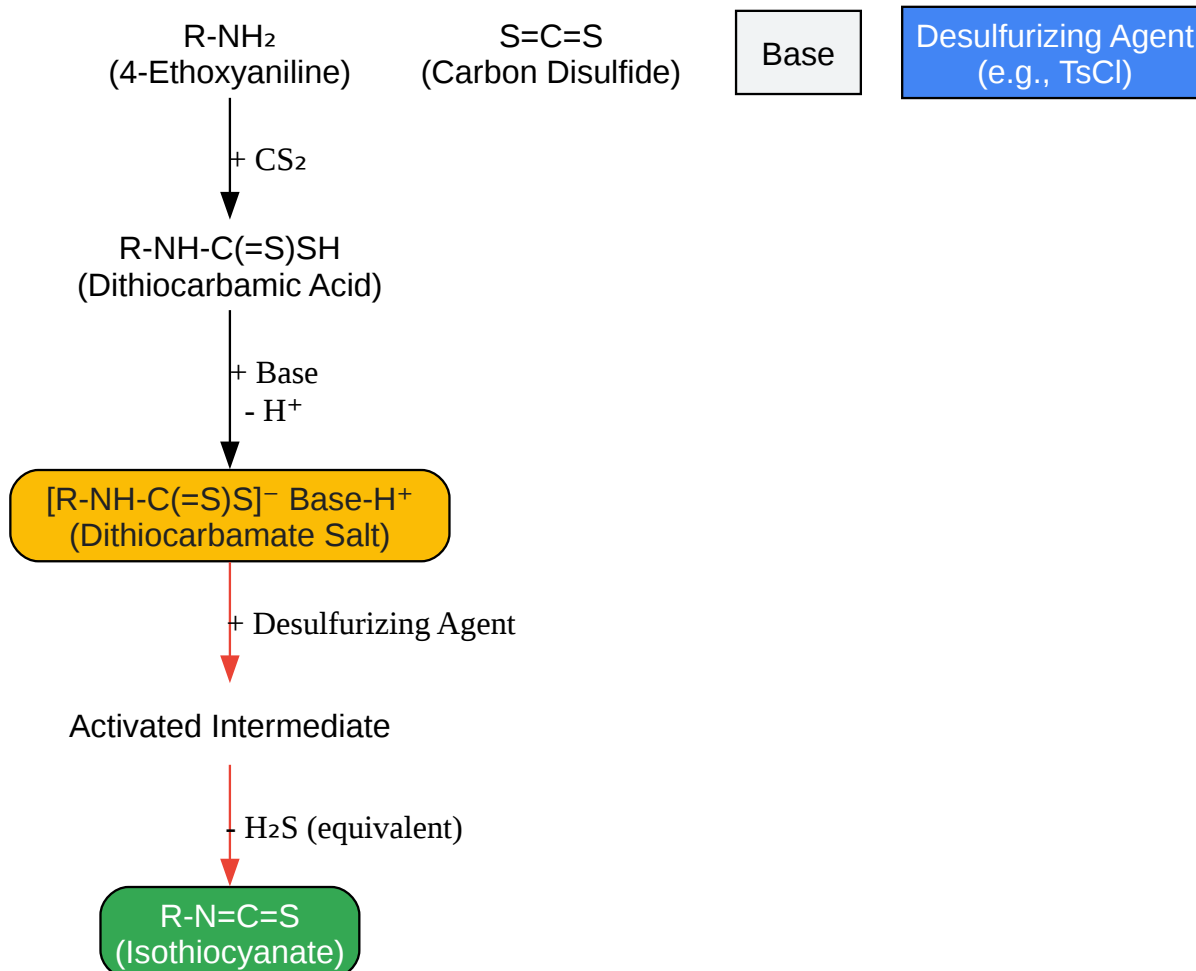 R-NH₂
(4-Ethoxyaniline)
S=C=S
(Carbon Disulfide)
Base
Desulfurizing Agent
(e.g., TsCl)
+ CS₂
R-NH-C(=S)SH
(Dithiocarbamic Acid)
+ Base
- H⁺
[R-NH-C(=S)S]⁻ Base-H⁺
(Dithiocarbamate Salt)
+ Desulfurizing Agent
Activated Intermediate
- H₂S (equivalent)
R-N=C=S
(Isothiocyanate)